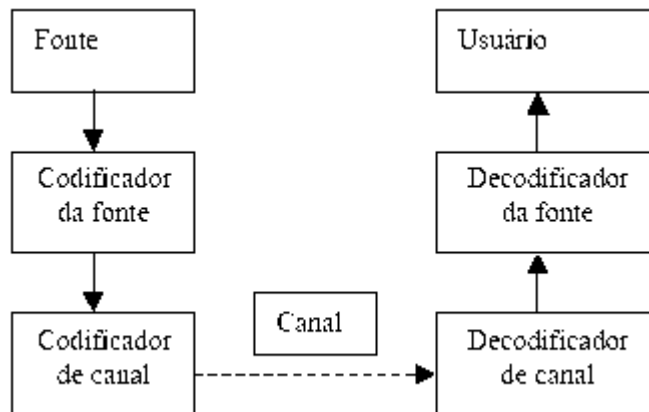 Fonte
Usuário
Codificador
da fonte
Decodificador
da fonte
Canal
Codificador
de canal
Decodificador
de canal